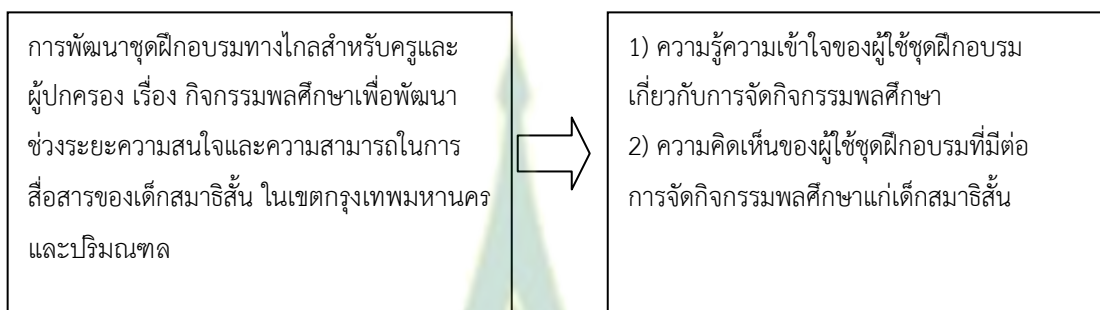 การพัฒนาชุดฝึกอบรมทางไกลสำหรับครูและ
ผู้ปกครอง เรื่อง กิจกรรมพลศึกษาเพื่อพัฒนา
ช่วงระยะความสนใจและความสามารถในการ
สื่อสารของเด็กสมาธิสั้น ในเขตกรุงเทพมหานคร
และปริมณฑล
1) ความรู้ความเข้าใจของผู้ใช้ชุดฝึกอบรม
เกี่ยวกับการจัดกิจกรรมพลศึกษา
2) ความคิดเห็นของผู้ใช้ชุดฝึกอบรมที่มีต่อ
การจัดกิจกรรมพลศึกษาแก่เด็กสมาธิสั้น